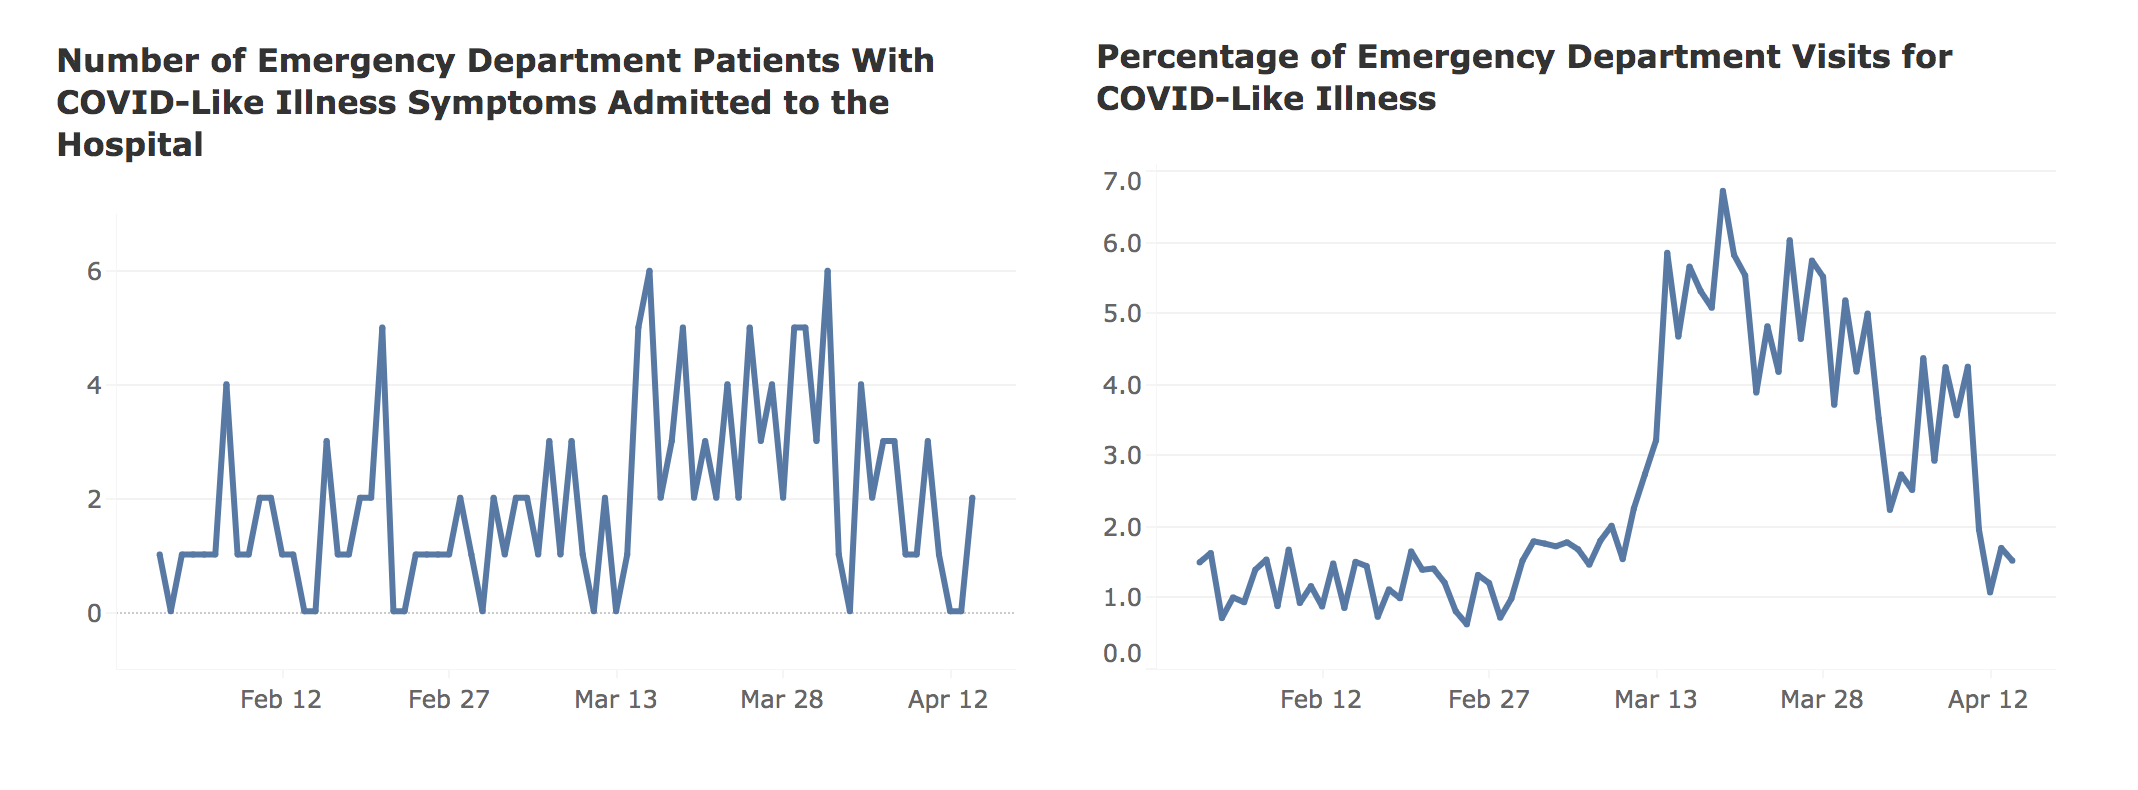 Number of Emergency Department Patients With
COVID-Like Illness Symptoms Admitted to the
Hospital
6
4
2
0
Feb 12 Feb 27 Mar 13 Mar 28 Apr 12
Percentage of Emergency Department Visits for
COVID-Like Illness
7.0
6.0
5.0
4.0
3.0
2.0
1.0
0.0
Feb 12 Feb 27 Mar 13 Mar 28 Apr 12